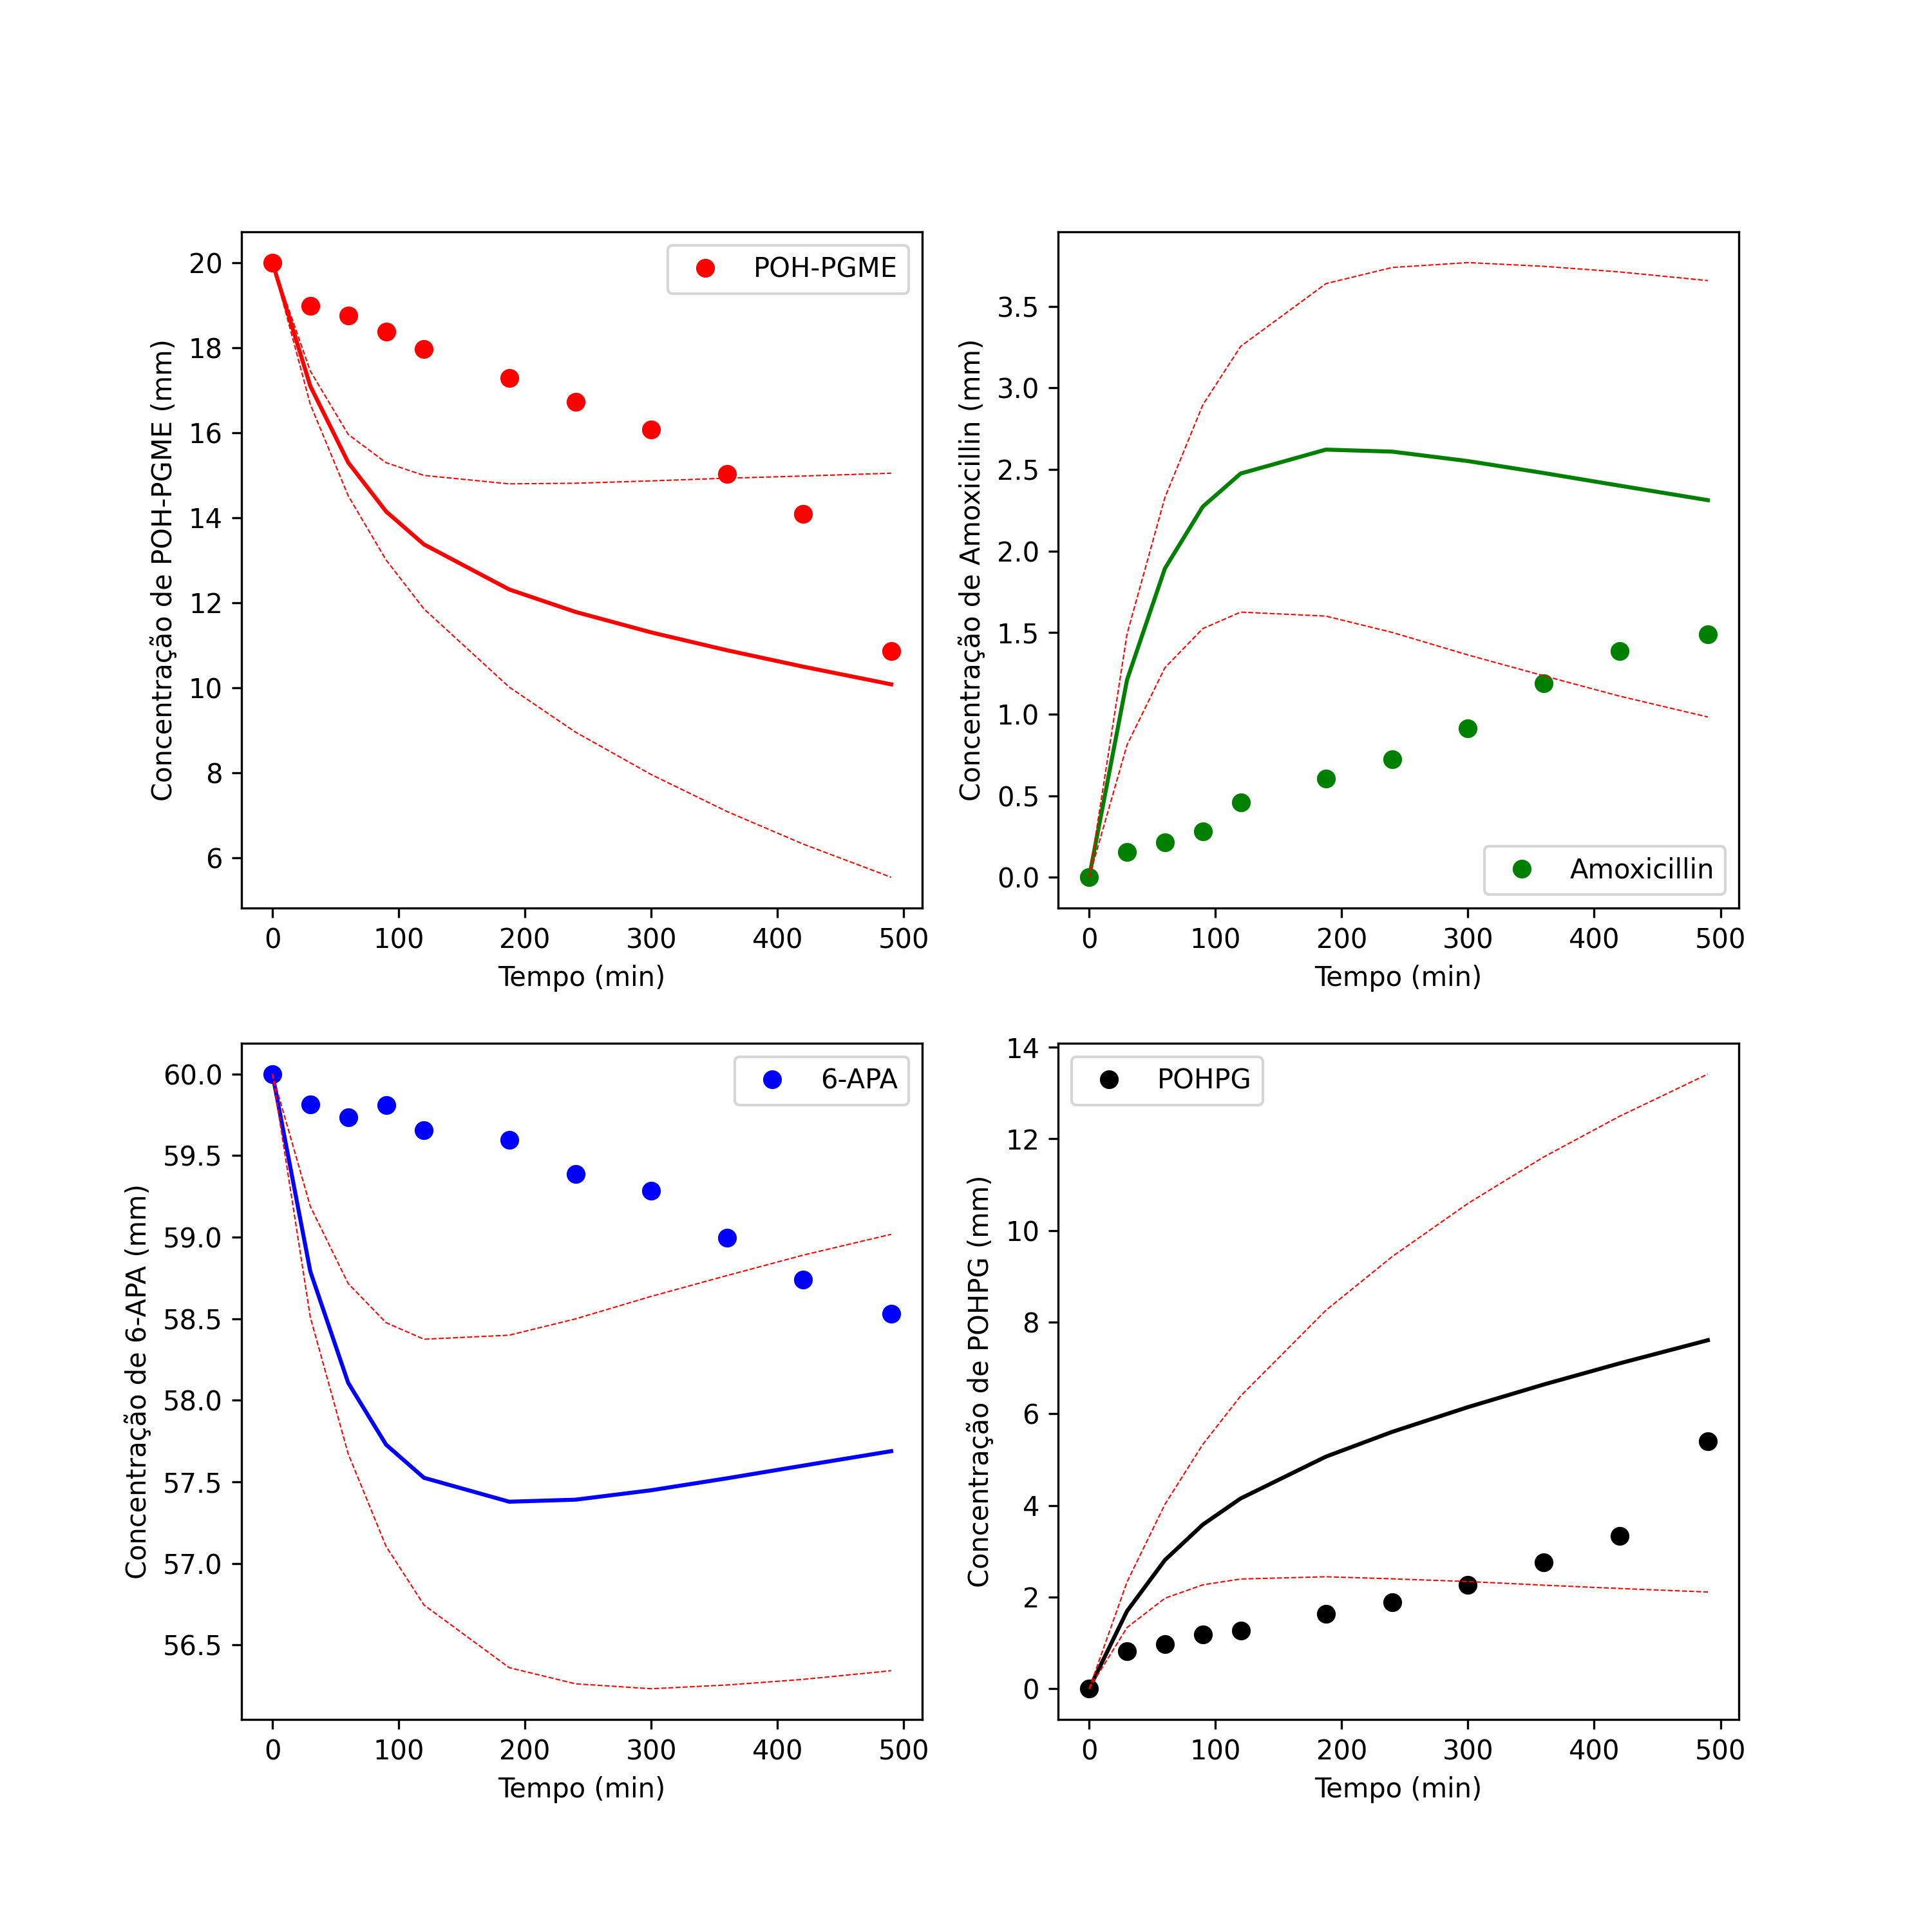 POH-PGME
Concentração de POH-PGME (mm)
20
18
16
14
12
10
8
6
0 100 200 300 400 500
Tempo (min)
Amoxicillin
Concentração de Amoxicillin (mm)
3.5
3.0
2.5
2.0
1.5
1.0
0.5
0.0
0 100 200 300 400 500
Tempo (min)
6-APA
Concentração de 6-APA (mm)
60.0
59.5
59.0
58.5
58.0
57.5
57.0
56.5
0 100 200 300 400 500
Tempo (min)
POHPG
Concentração de POHPG (mm)
14
12
10
8
6
4
2
0
0 100 200 300 400 500
Tempo (min)